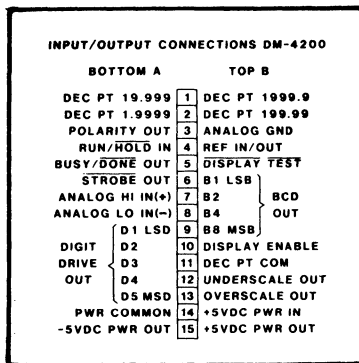 INPUT/OUTPUT CONNECTIONS DM-4200
BOTTOM A TOP B
DEC PT 19.999 1 DEC PT 1999.9
DEC PT 1.9999 2 DEC PT 199.99
POLARITY OUT 3 ANALOG GND
RUN/HOLD IN 4 REF IN/OUT
BUSY/DONE OUT 5 DISPLAY TEST
STROBE OUT 6 B1 LSB
ANALOG HI IN(+) 7 B2 BCD
ANALOG LO IN(-) 8 B4 OUT
D1 LSD 9 B8 MSB
DIGIT D2 10 DISPLAY ENABLE
DRIVE D3 11 DEC PT COM
OUT D4 12 UNDERSCALE OUT
D5 MSD 13 OVERSCALE OUT
PWR COMMON 14 +5VDC PWR IN
-5VDC PWR OUT 15 +5VDC PWR OUT